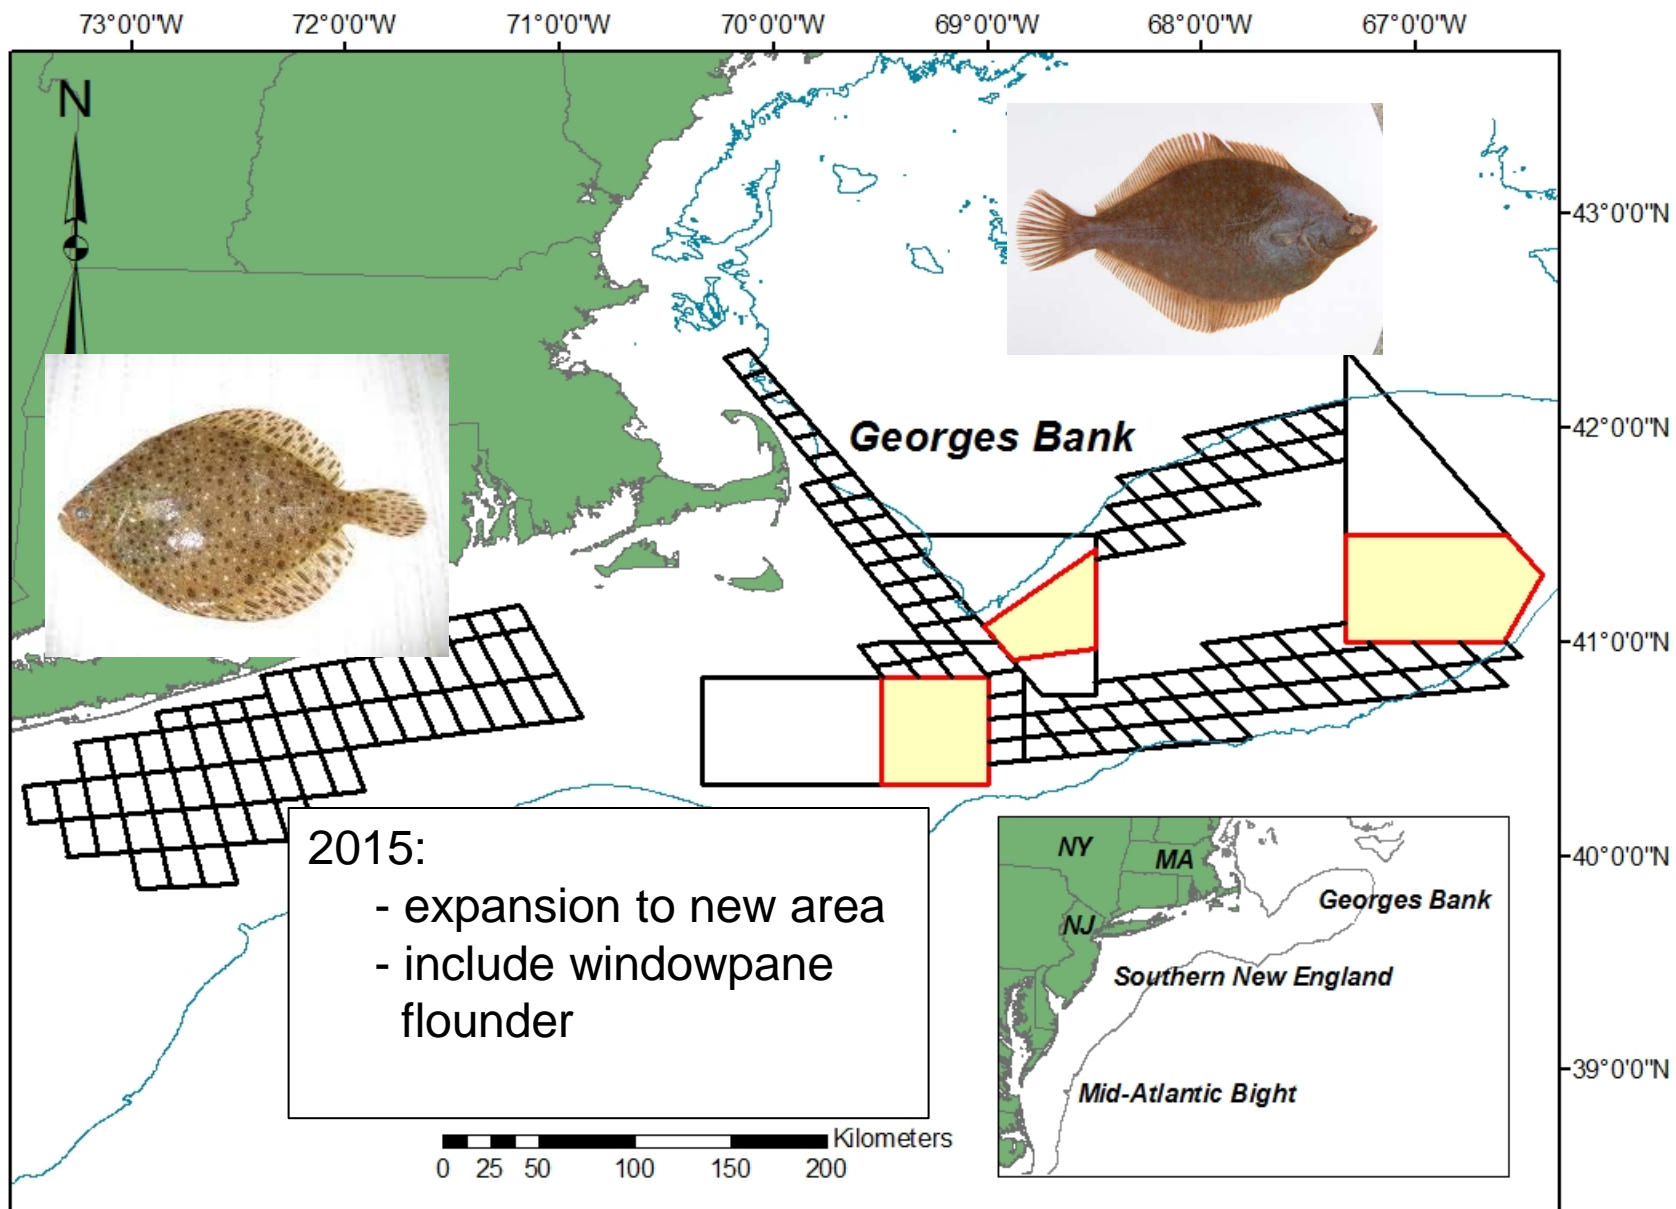 73°0'0"W 72°0'0"W 71°0'0"W 70°0'0"W 69°0'0"W 68°0'0"W 67°0'0"W
N
43°0'0"N
42°0'0"N
Georges Bank
41°0'0"N
40°0'0"N
39°0'0"N
2015:
- expansion to new area
- include windowpane
flounder
Kilometers
0 25 50 100 150 200
NY
MA
Georges Bank
NJ
Southern New England
Mid-Atlantic Bight